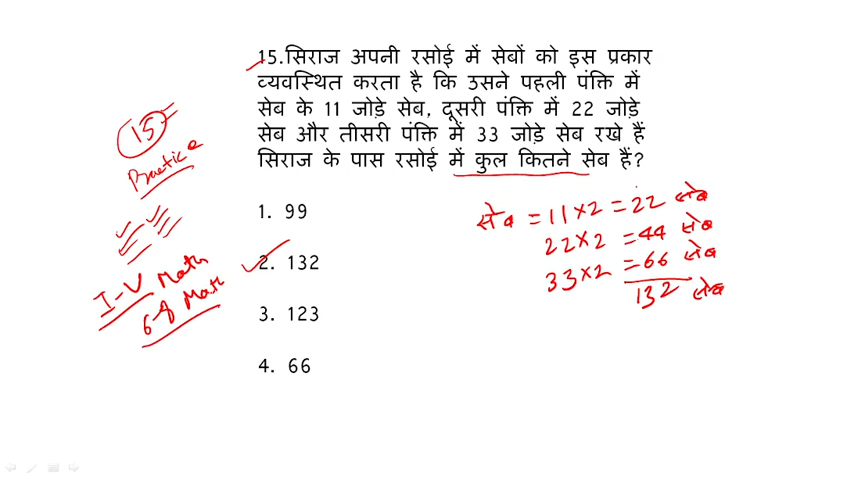 15.सिराज अपनी रसोई में सेबों को इस प्रकार
व्यवस्थित करता है कि उसने पहली पंक्ति में
सेब के 11 जोड़े सेब, दूसरी पंक्ति में 22 जोड़े
सेब और तीसरी पंक्ति में 33 जोड़े सेब रखे हैं
सिराज के पास रसोई में कुल कितने सेब हैं?
1. 99
2. 132
3. 123
4. 66
15
Practice
I-V Math
6-8 Math
सेब = 11×2 = 22 सेब
22×2 = 44 सेब
33×2 = 66 सेब
132 सेब